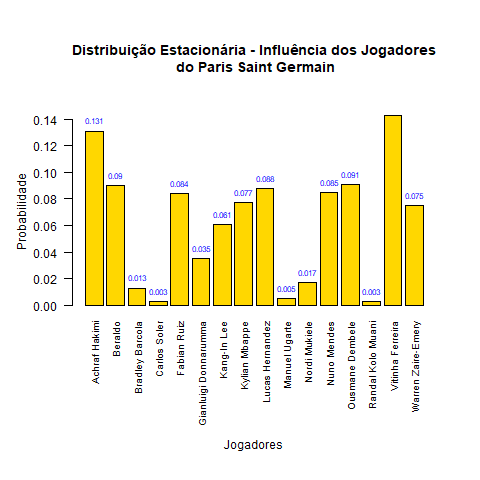 Distribuição Estacionária - Influência dos Jogadores
do Paris Saint Germain
Probabilidade
0.14
0.12
0.10
0.08
0.06
0.04
0.02
0.00
0.131
0.09
0.013
0.003
0.084
0.035
0.061
0.077
0.088
0.005
0.017
0.085
0.091
0.003
0.075
Achraf Hakimi
Beraldo
Bradley Barcola
Carlos Soler
Fabian Ruiz
Gianluigi Donnarumma
Kang-In Lee
Kylian Mbappe
Lucas Hernandez
Manuel Ugarte
Nordi Mukiele
Nuno Mendes
Ousmane Dembele
Randal Kolo Muani
Vitinha Ferreira
Warren Zaire-Emery
Jogadores